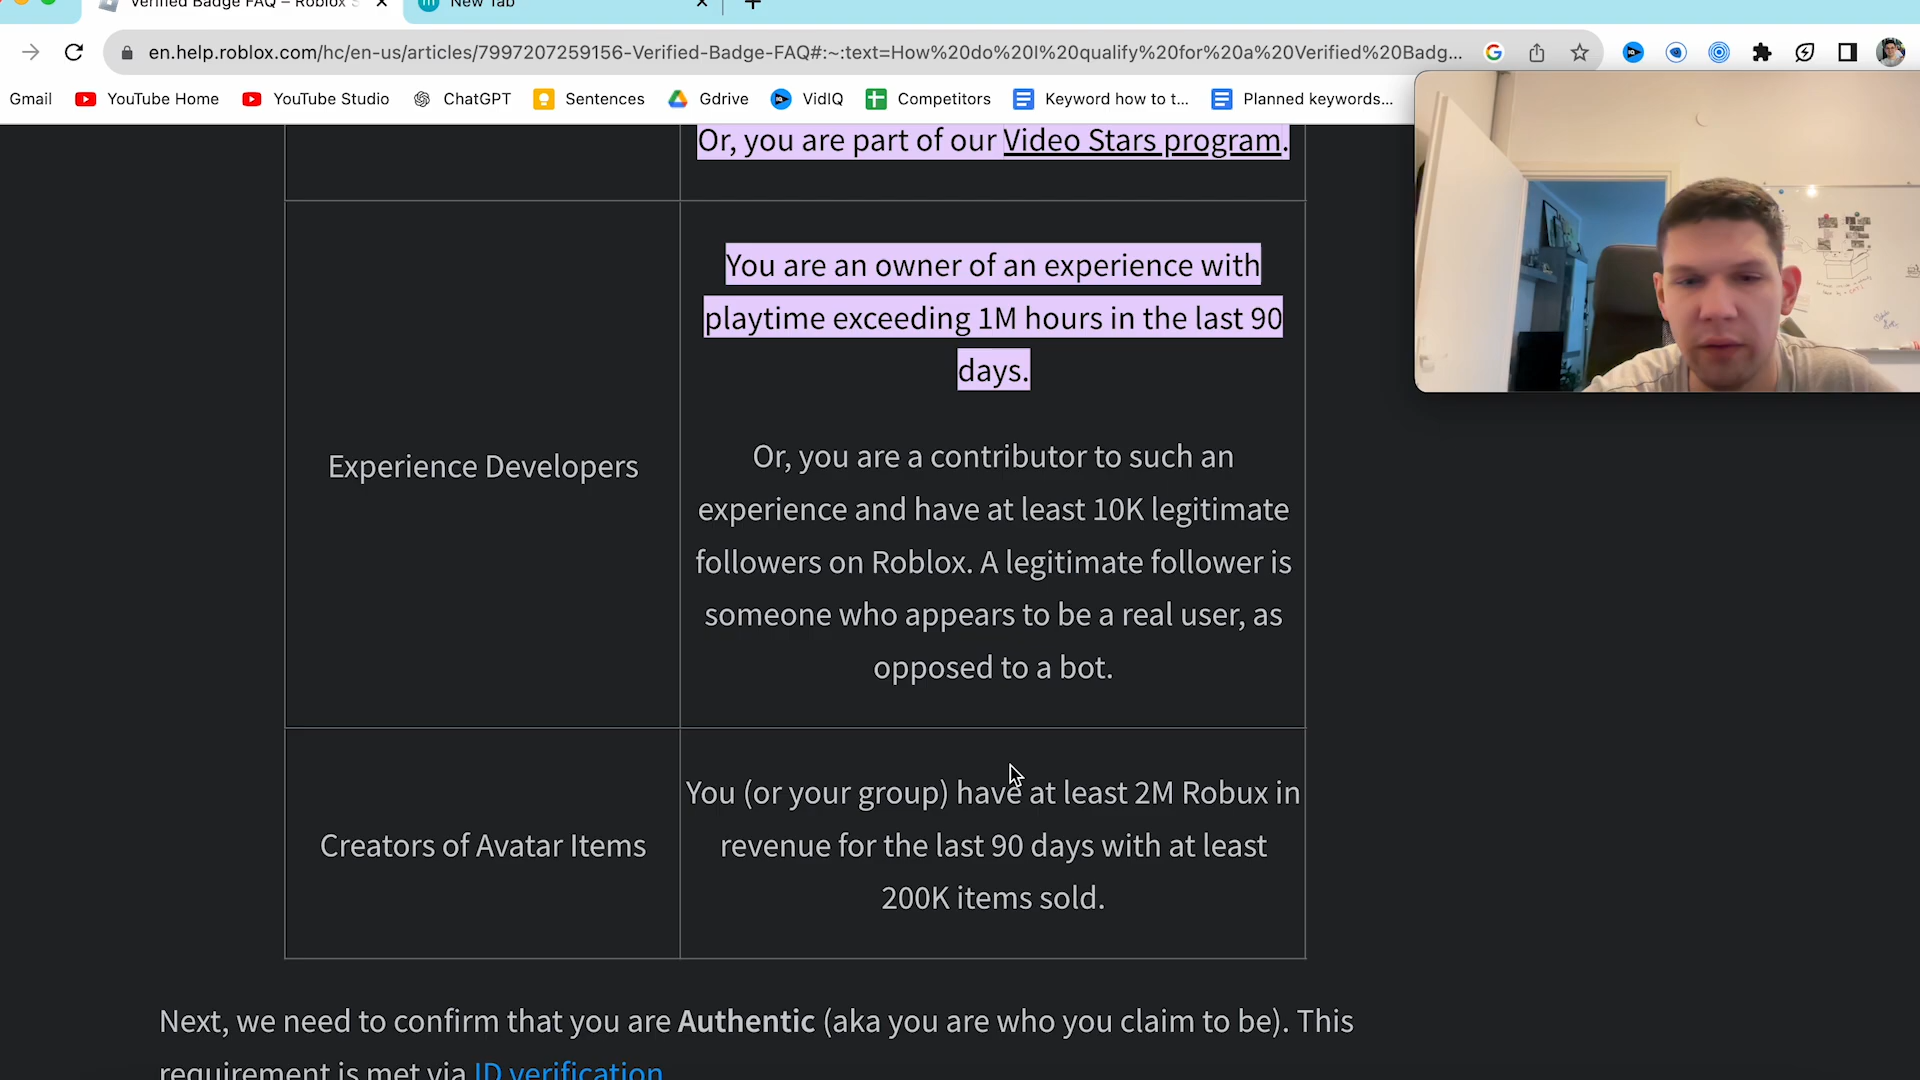 Verified Badge FAQ – Roblox S
New Tab
en.help.roblox.com/hc/en-us/articles/7997207259156-Verified-Badge-FAQ#:~:text=How%20do%20I%20qualify%20for%20a%20Verified%20Badg...
Gmail YouTube Home YouTube Studio ChatGPT Sentences Gdrive VidIQ Competitors Keyword how to t... Planned keywords...
Or, you are part of our Video Stars program.
You are an owner of an experience with
playtime exceeding 1M hours in the last 90
days.
Experience Developers
Or, you are a contributor to such an
experience and have at least 10K legitimate
followers on Roblox. A legitimate follower is
someone who appears to be a real user, as
opposed to a bot.
Creators of Avatar Items
You (or your group) have at least 2M Robux in
revenue for the last 90 days with at least
200K items sold.
Next, we need to confirm that you are Authentic (aka you are who you claim to be). This
requirement is met via ID verification